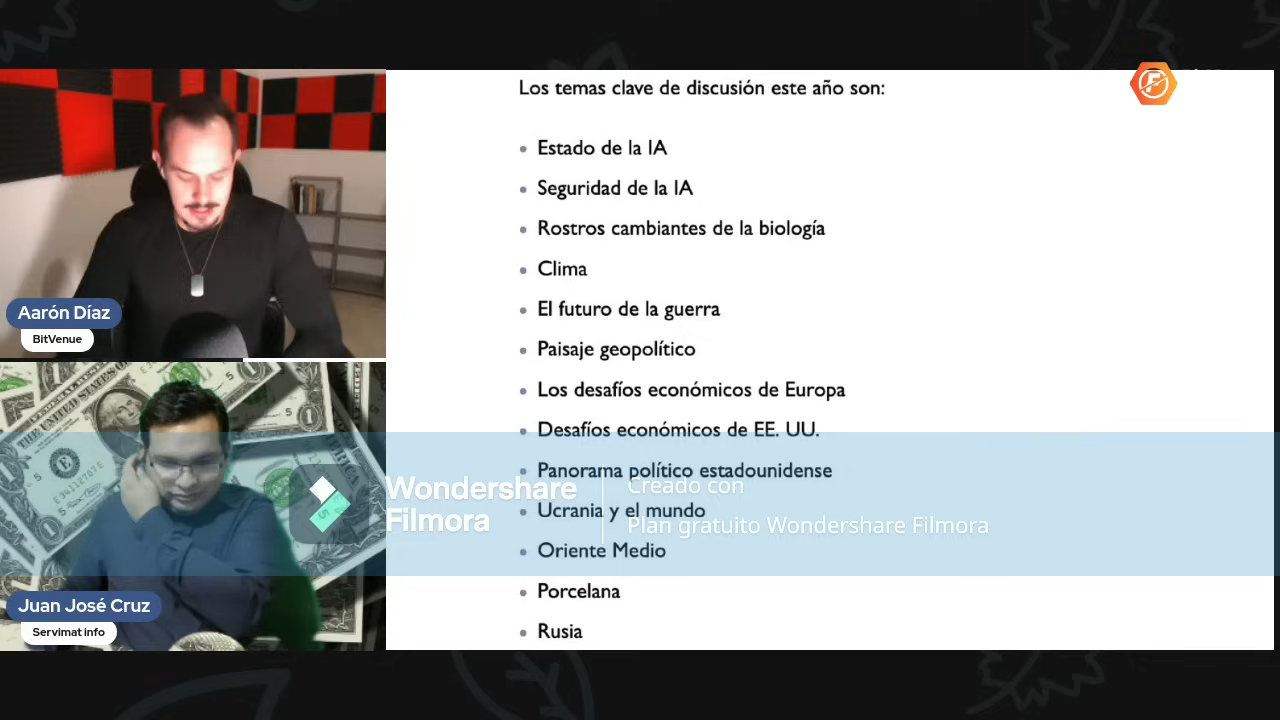 Los temas clave de discusión este año son:
Estado de la IA
Seguridad de la IA
Rostros cambiantes de la biología
Clima
El futuro de la guerra
Paisaje geopolítico
Los desafíos económicos de Europa
Desafíos económicos de EE. UU.
Panorama político estadounidense
Ucrania y el mundo
Oriente Medio
Porcelana
Rusia
Aarón Díaz
BitVenue
Juan José Cruz
Servimat info
Wondershare
Filmora
Creado con
Plan gratuito Wondershare Filmora